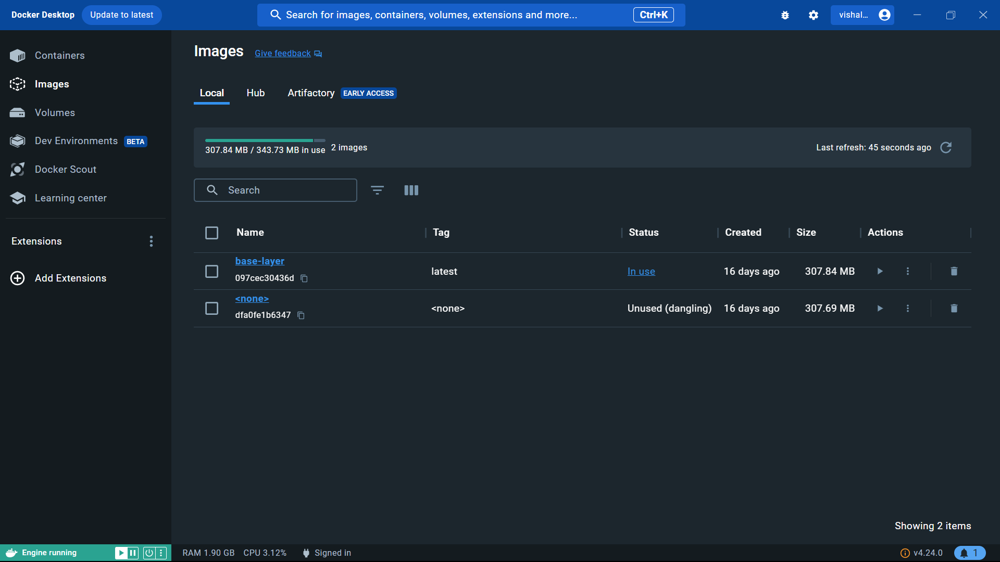 Docker Desktop Update to latest Search for images, containers, volumes, extensions and more... Ctrl+K vishal...
Containers
Images
Volumes
Dev Environments BETA
Docker Scout
Learning center
Extensions
Add Extensions
Images Give feedback
Local Hub Artifactory EARLY ACCESS
307.84 MB / 343.73 MB in use 2 images Last refresh: 45 seconds ago
Search
Name Tag Status Created Size Actions
base-layer
097cec30436d latest In use 16 days ago 307.84 MB
<none>
dfa0fe1b6347 <none> Unused (dangling) 16 days ago 307.69 MB
Showing 2 items
Engine running RAM 1.90 GB CPU 3.12% Signed in v4.24.0 1